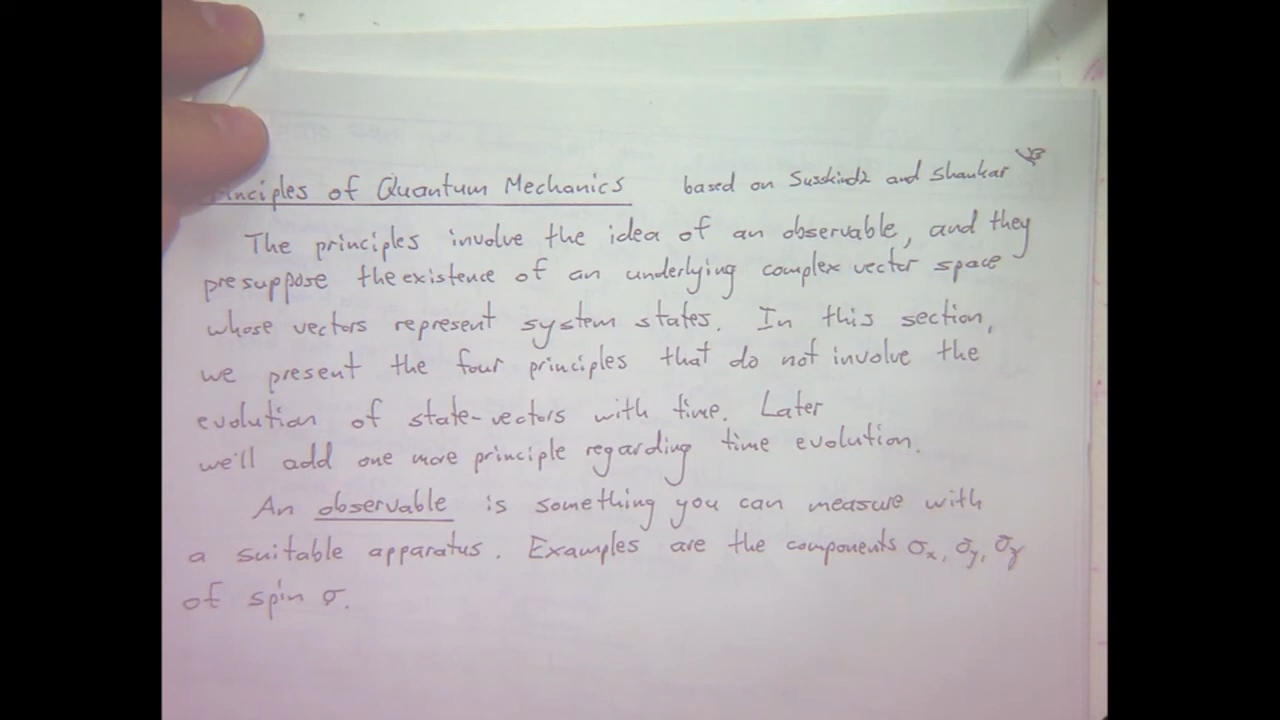 inciples of Quantum Mechanics based on Susskind2 and Shankar
The principles involve the idea of an observable, and they
presuppose the existence of an underlying complex vector space
whose vectors represent system states. In this section,
we present the four principles that do not involve the
evolution of state-vectors with time. Later
we'll add one more principle regarding time evolution.
An observable is something you can measure with
a suitable apparatus. Examples are the components σx, σy, σz
of spin σ.